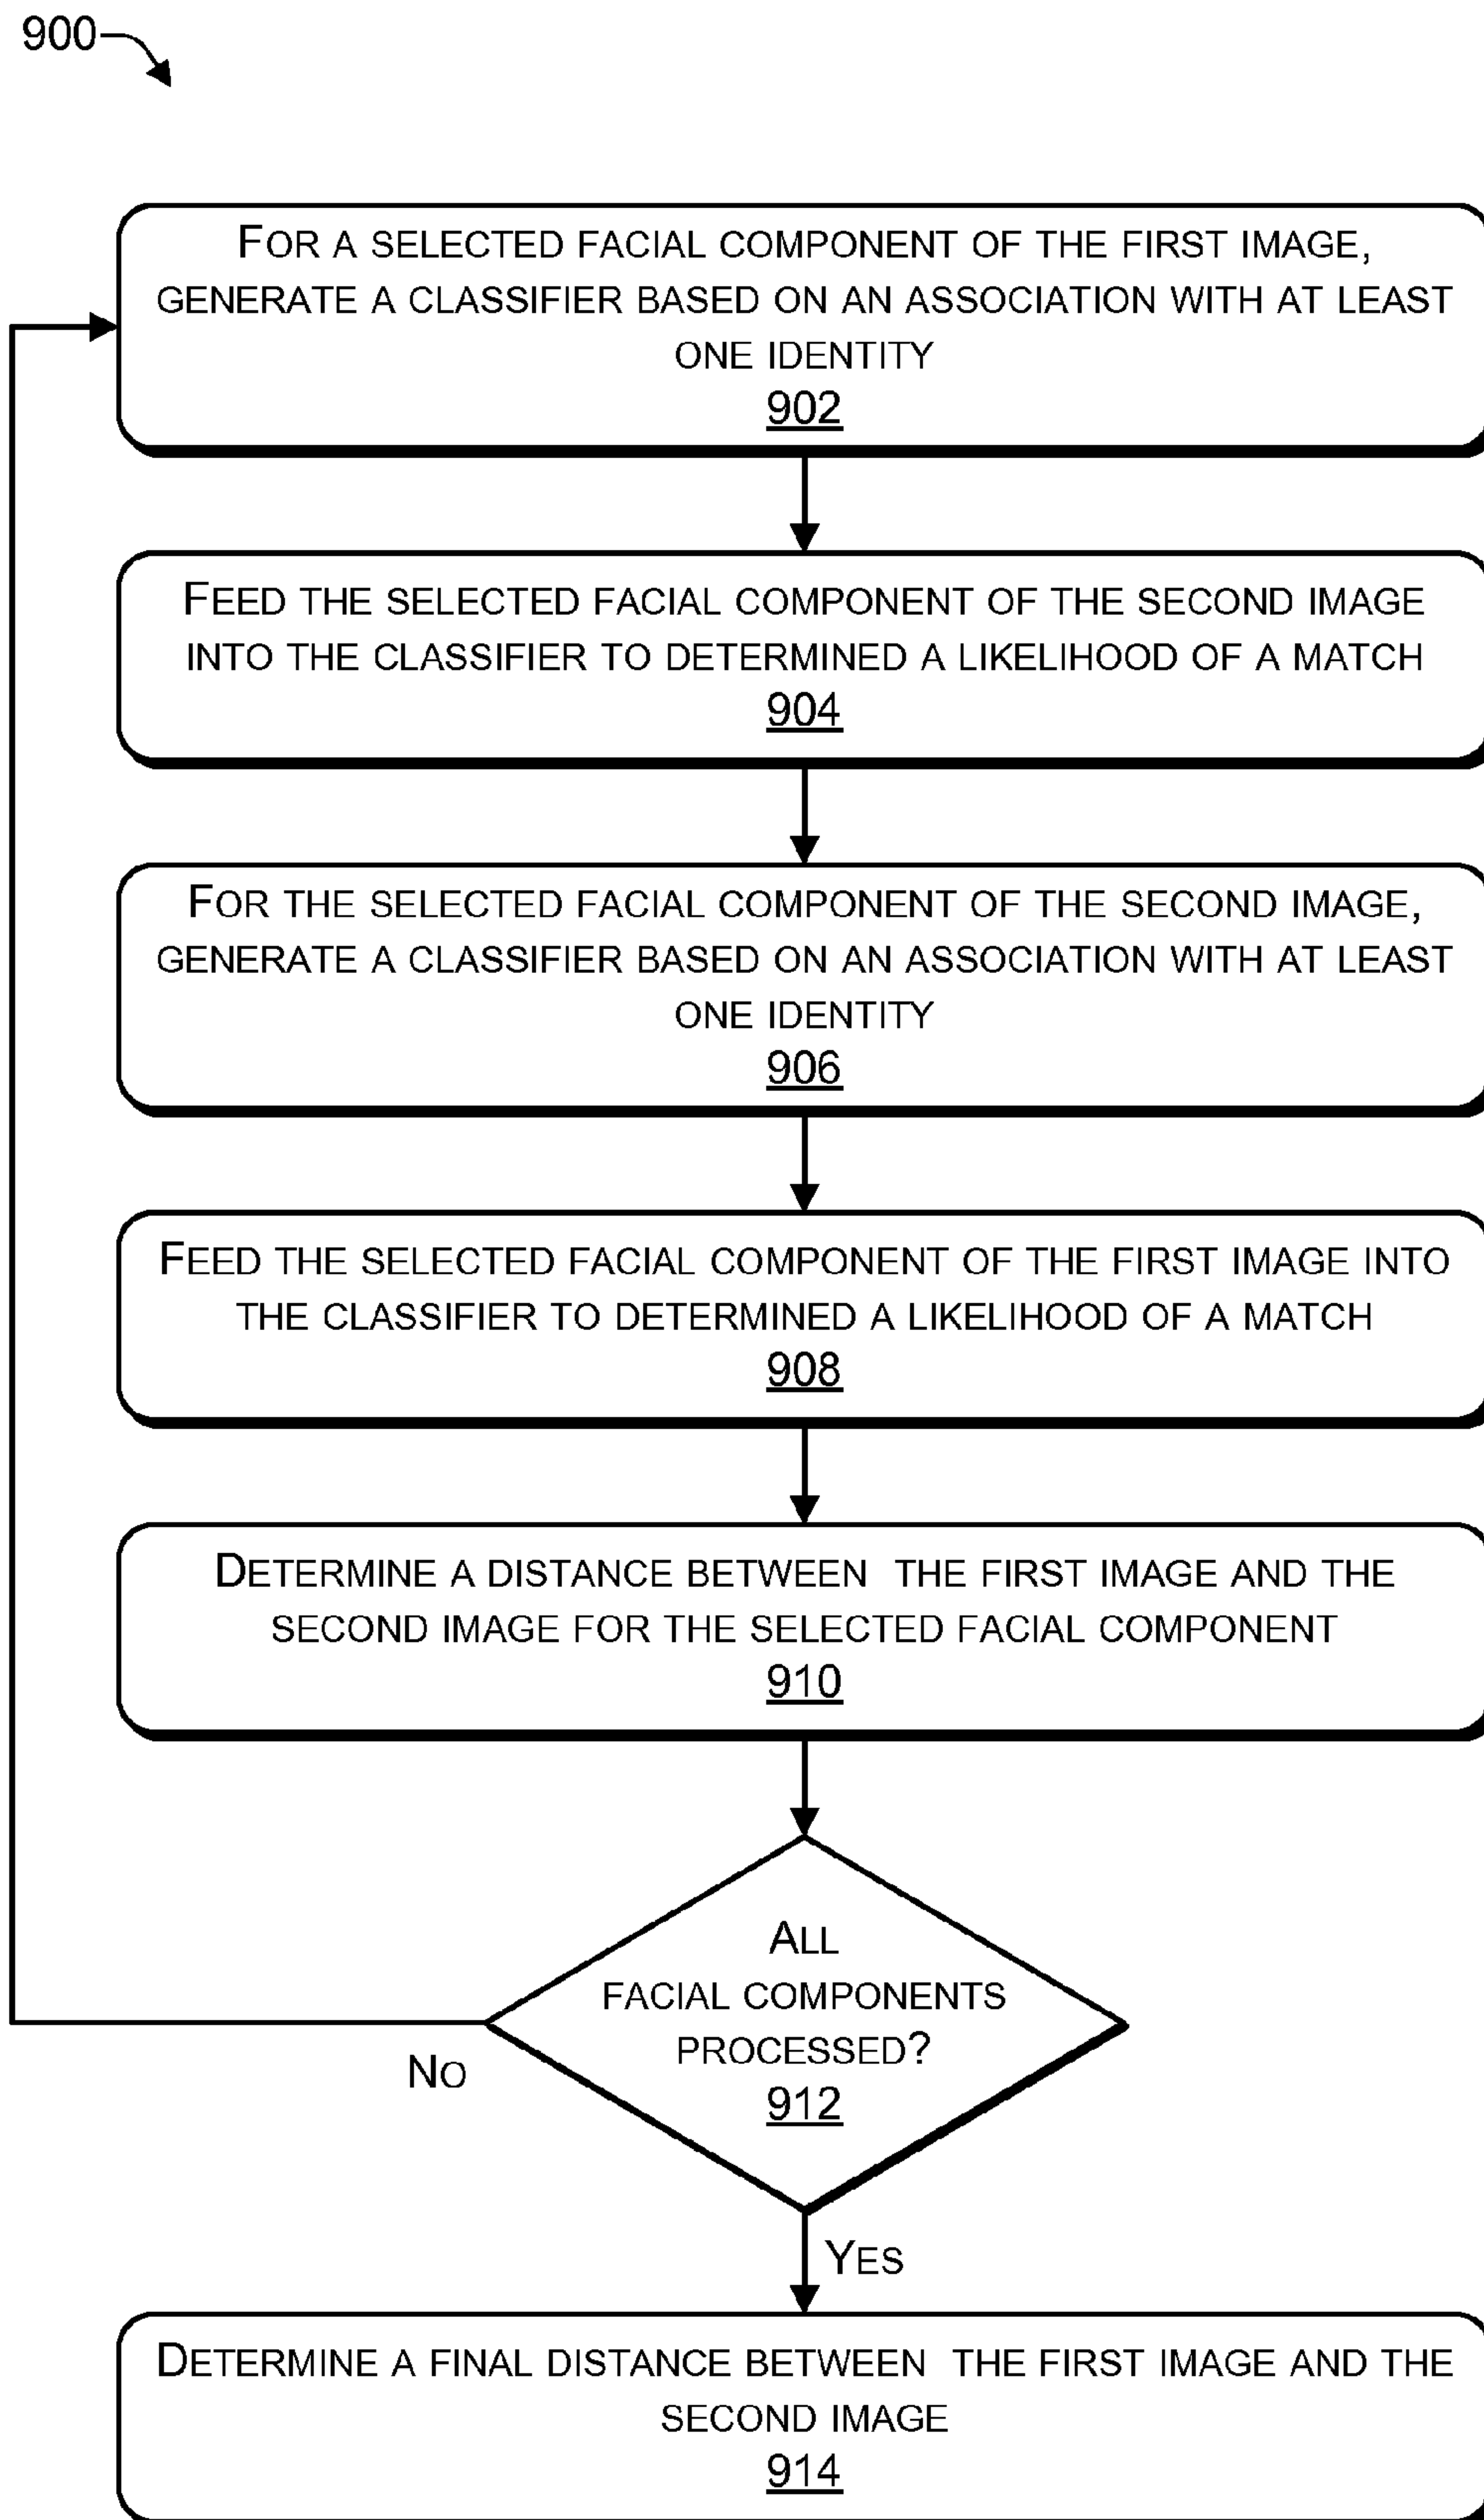 900
FOR A SELECTED FACIAL COMPONENT OF THE FIRST IMAGE,
GENERATE A CLASSIFIER BASED ON AN ASSOCIATION WITH AT LEAST
ONE IDENTITY
902
FEED THE SELECTED FACIAL COMPONENT OF THE SECOND IMAGE
INTO THE CLASSIFIER TO DETERMINED A LIKELIHOOD OF A MATCH
904
FOR THE SELECTED FACIAL COMPONENT OF THE SECOND IMAGE,
GENERATE A CLASSIFIER BASED ON AN ASSOCIATION WITH AT LEAST
ONE IDENTITY
906
FEED THE SELECTED FACIAL COMPONENT OF THE FIRST IMAGE INTO
THE CLASSIFIER TO DETERMINED A LIKELIHOOD OF A MATCH
908
DETERMINE A DISTANCE BETWEEN THE FIRST IMAGE AND THE
SECOND IMAGE FOR THE SELECTED FACIAL COMPONENT
910
ALL
FACIAL COMPONENTS
PROCESSED?
912
NO
YES
DETERMINE A FINAL DISTANCE BETWEEN THE FIRST IMAGE AND THE
SECOND IMAGE
914